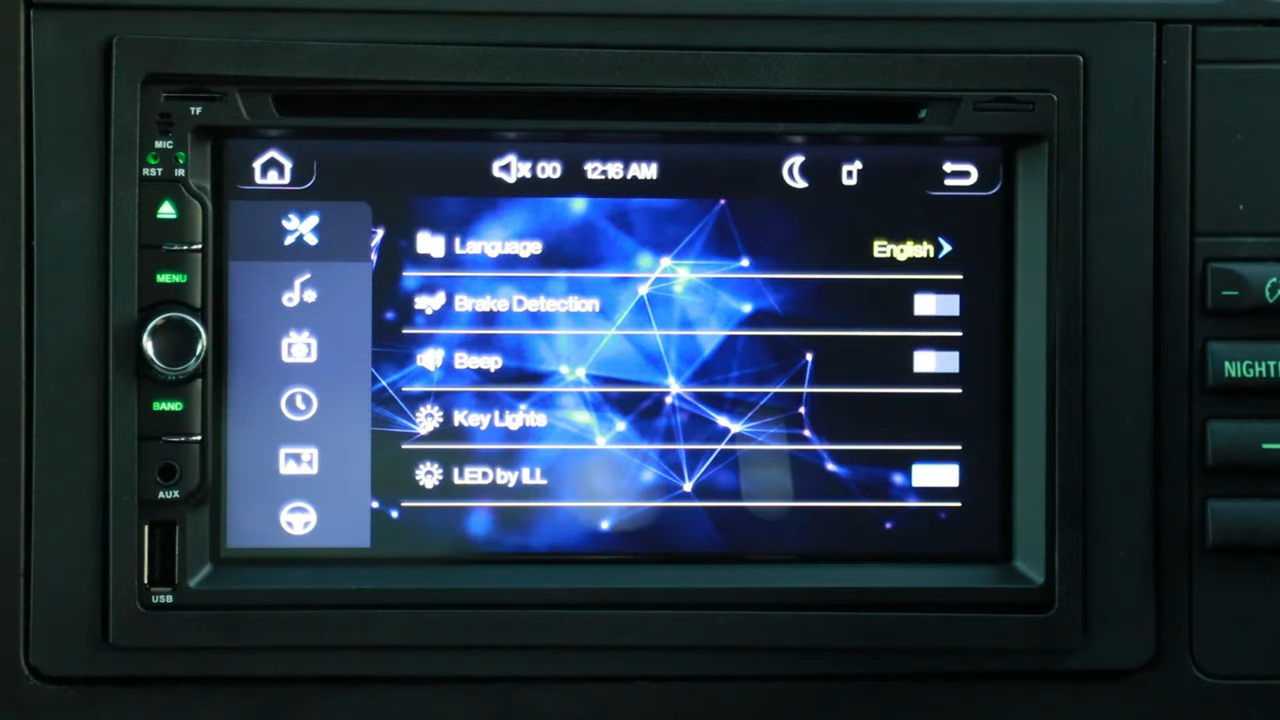 TF
MIC
RST IR
00 12:16 AM
MENU
BAND
AUX
USB
Language English
Brake Detection
Beep
Key Lights
LED by ILL
NIGHT